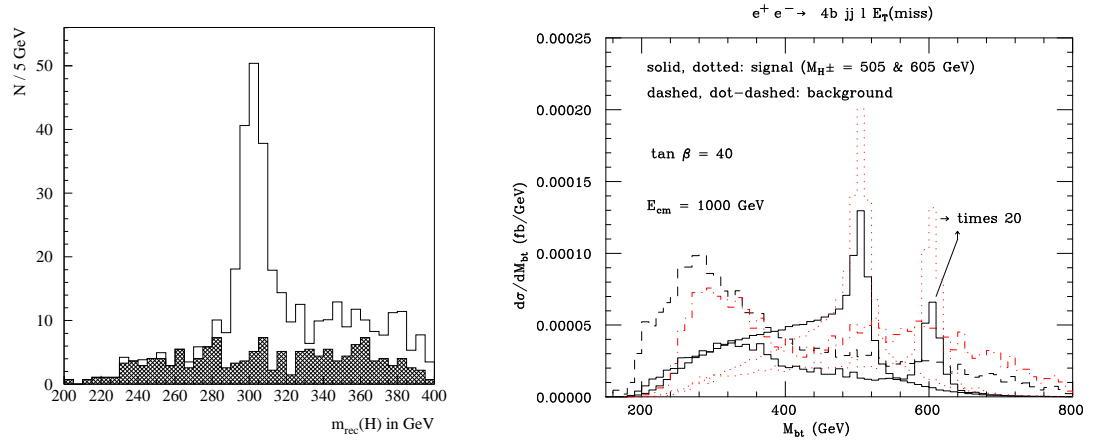 N / 5 GeV
50
40
30
20
10
0
200 220 240 260 280 300 320 340 360 380 400
m_rec(H) in GeV
e⁺ e⁻→ 4b jj l E_T(miss)
solid, dotted: signal (M_H± = 505 & 605 GeV)
dashed, dot-dashed: background
tan β = 40
E_cm = 1000 GeV
→ times 20
dσ/dM_bt (fb/GeV)
0.00025
0.00020
0.00015
0.00010
0.00005
0.00000
200 400 600 800
M_bt (GeV)